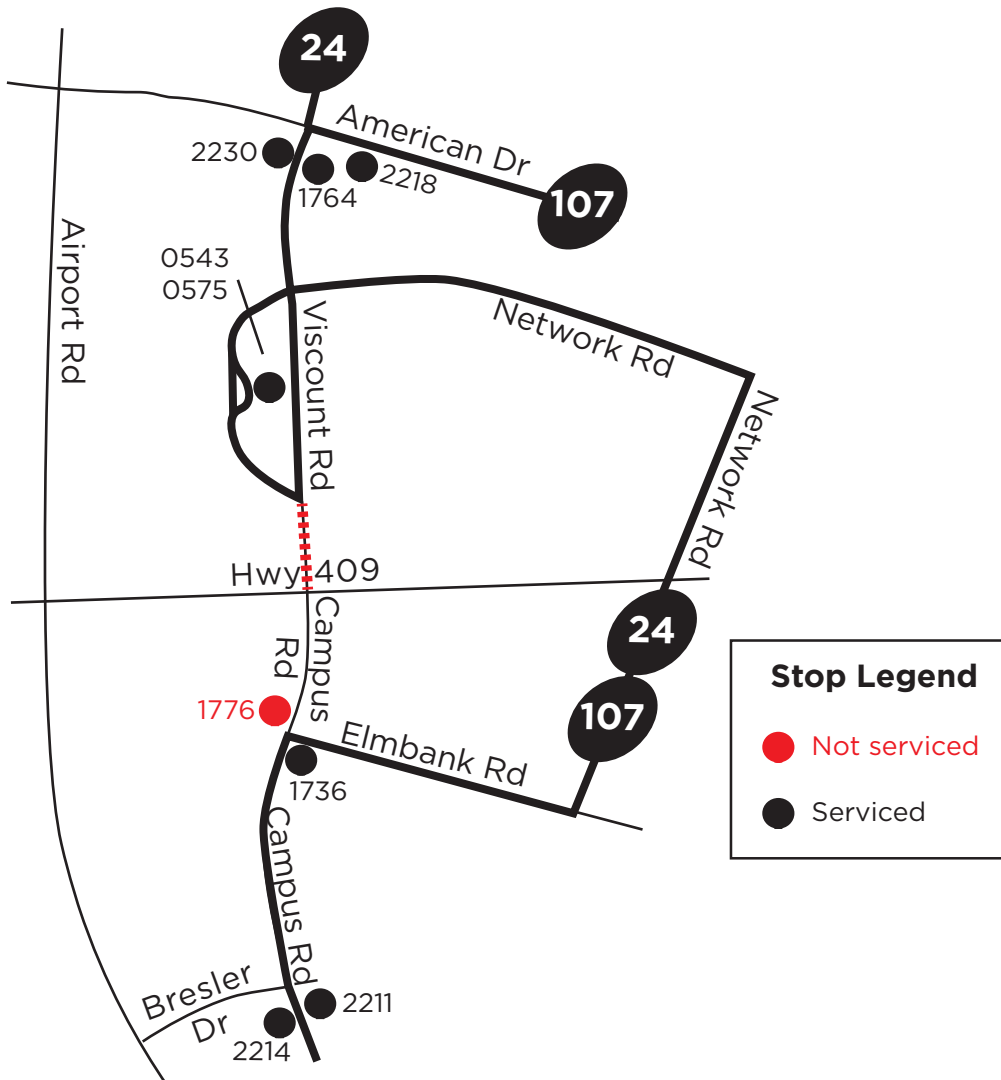 24
American Dr
2230
1764
2218
107
Airport Rd
0543
0575
Viscount Rd
Network Rd
Network Rd
Hwy 409
Campus
Rd
24
107
1776
Elmbank Rd
1736
Campus Rd
Bresler
Dr
2211
2214
Stop Legend
Not serviced
Serviced